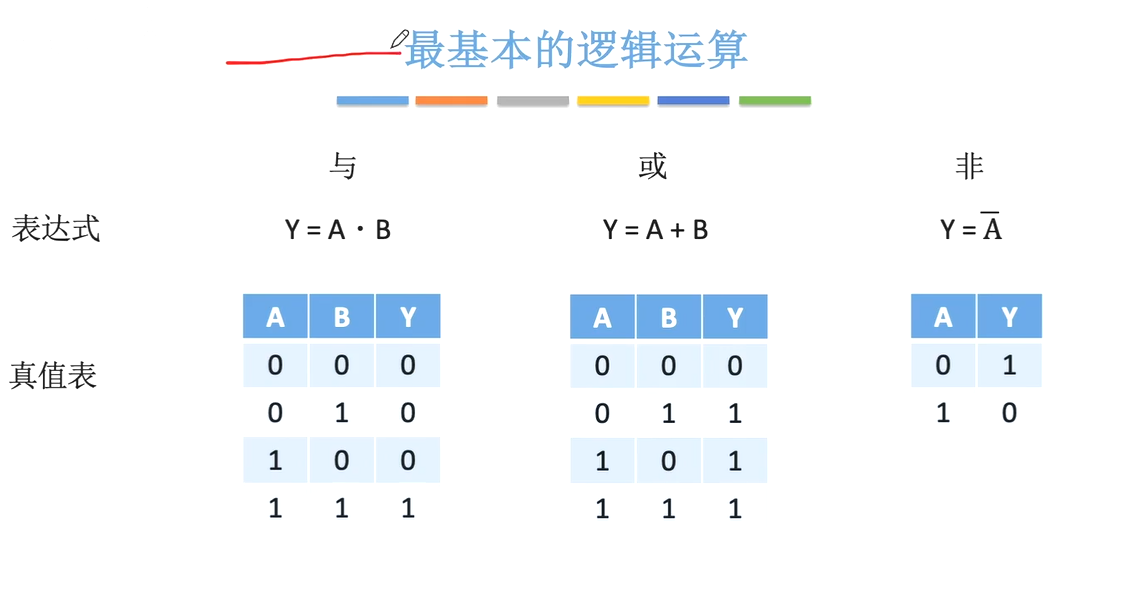 最基本的逻辑运算
与 或 非
表达式 Y = A · B Y = A + B Y = A̅
A B Y A B Y A Y
真值表
0 0 0 0 0 0 0 1
0 1 0 0 1 1 1 0
1 0 0 1 0 1
1 1 1 1 1 1